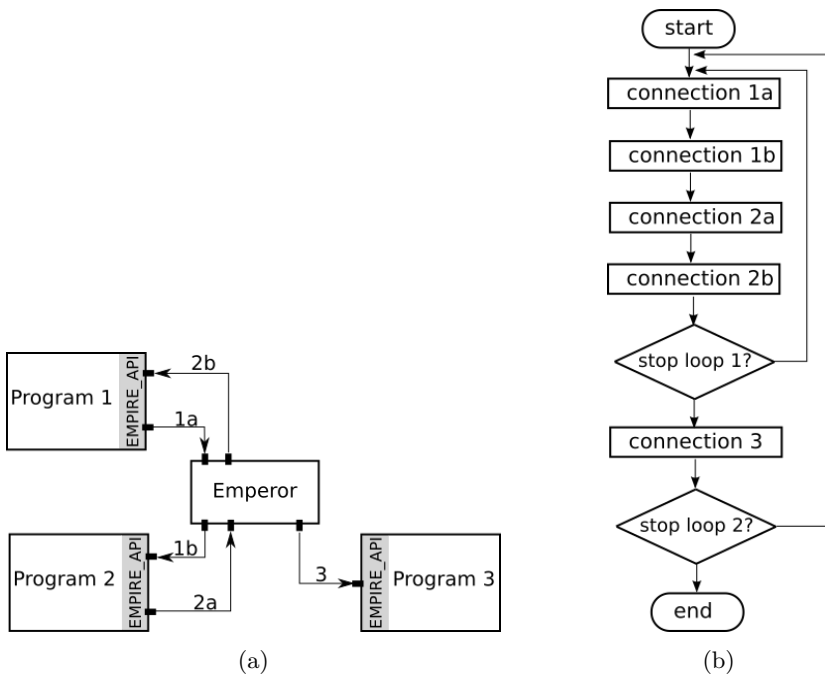 start
connection 1a
connection 1b
connection 2a
connection 2b
stop loop 1?
connection 3
stop loop 2?
end
(b)
Program 1
EMPIRE_API
2b
1a
Emperor
Program 2
EMPIRE_API
1b
2a
3
EMPIRE_API
Program 3
(a)